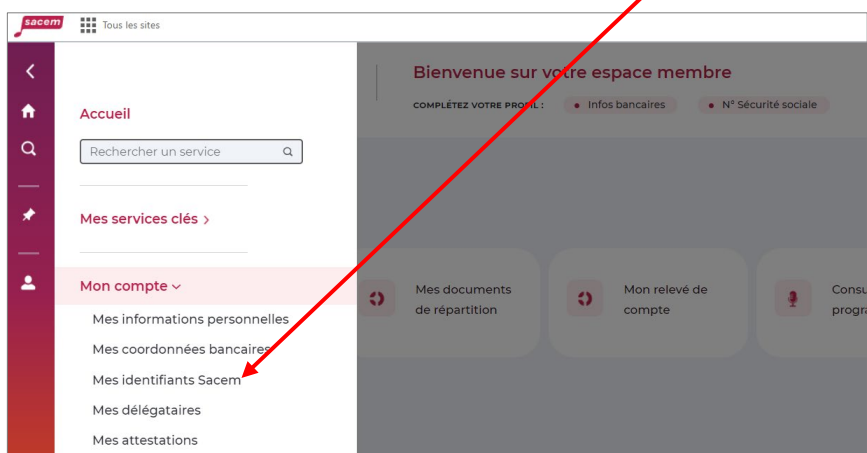 sacem
Tous les sites
Bienvenue sur votre espace membre
COMPLÉTEZ VOTRE PROFIL :
• Infos bancaires
• N° Sécurité sociale
Accueil
Rechercher un service
Mes services clés >
Mon compte
Mes informations personnelles
Mes coordonnées bancaires
Mes identifiants Sacem
Mes délégataires
Mes attestations
Mes documents
de répartition
Mon relevé de
compte
Consu
progra